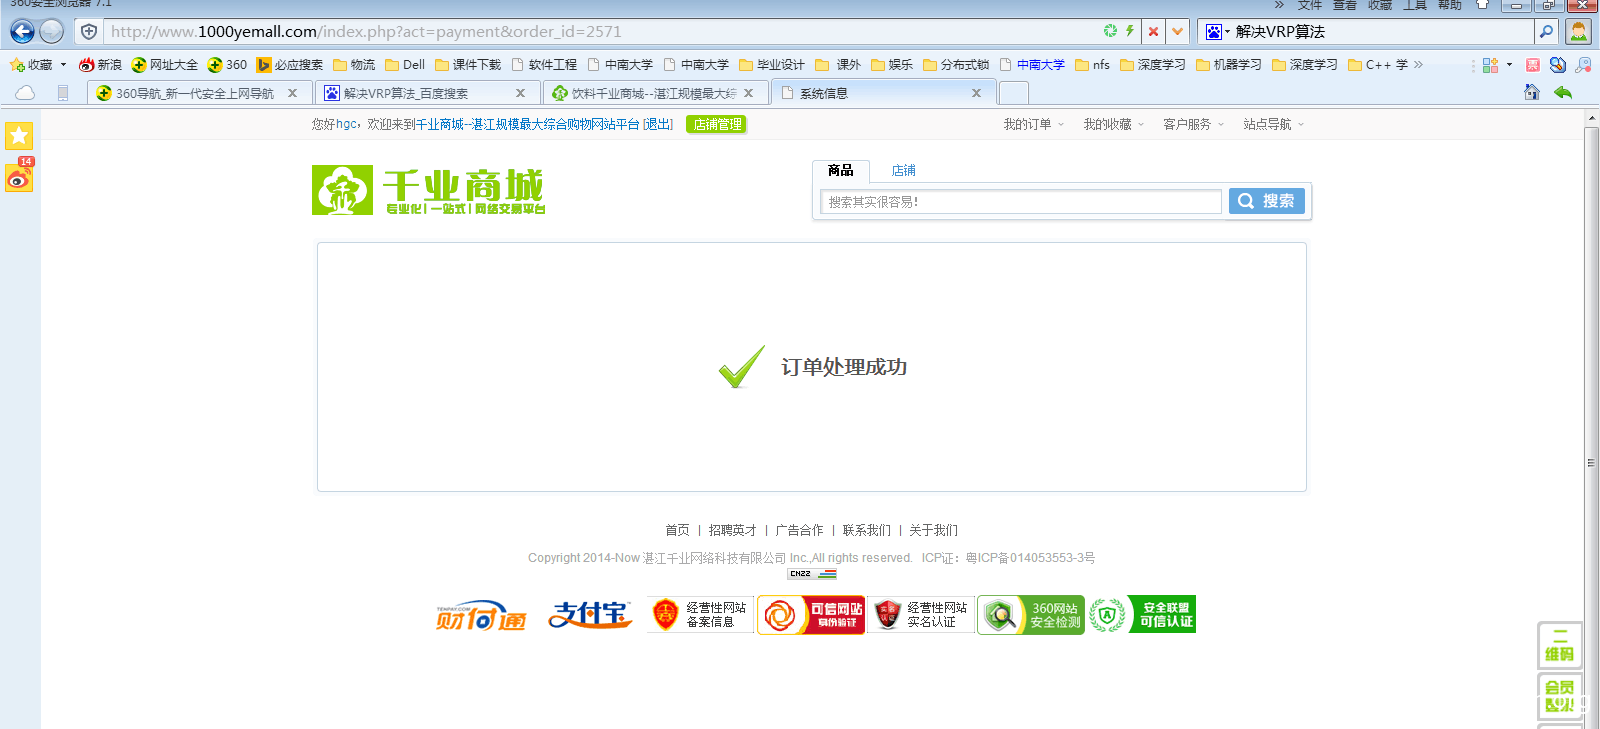 360安全浏览器 7.1
» 文件 查看 收藏 工具 帮助
http://www.1000yemall.com/index.php?act=payment&order_id=2571
解决VRP算法
收藏 新浪 网址大全 360 必应搜索 物流 Dell 课件下载 软件工程 中南大学 中南大学 毕业设计 课外 娱乐 分布式锁 中南大学 nfs 深度学习 机器学习 深度学习 C++ 学 »
360导航_新一代安全上网导航 解决VRP算法_百度搜索 饮料千业商城--湛江规模最大综 系统信息
14
您好hgc，欢迎来到千业商城--湛江规模最大综合购物网站平台 [退出] 店铺管理
我的订单 我的收藏 客户服务 站点导航
千业商城
专业化 | 一站式 | 网络交易平台
商品 店铺
搜索其实很容易！
搜索
订单处理成功
首页 | 招聘英才 | 广告合作 | 联系我们 | 关于我们
Copyright 2014-Now 湛江千业网络科技有限公司 Inc.,All rights reserved. ICP证：粤ICP备014053553-3号
CNZZ
TENPAY.COM
财付通
支付宝
经营性网站
备案信息
可信网站
身份验证
经营性网站
实名认证
360网站
安全检测
安全联盟
可信认证
二
维码
会员